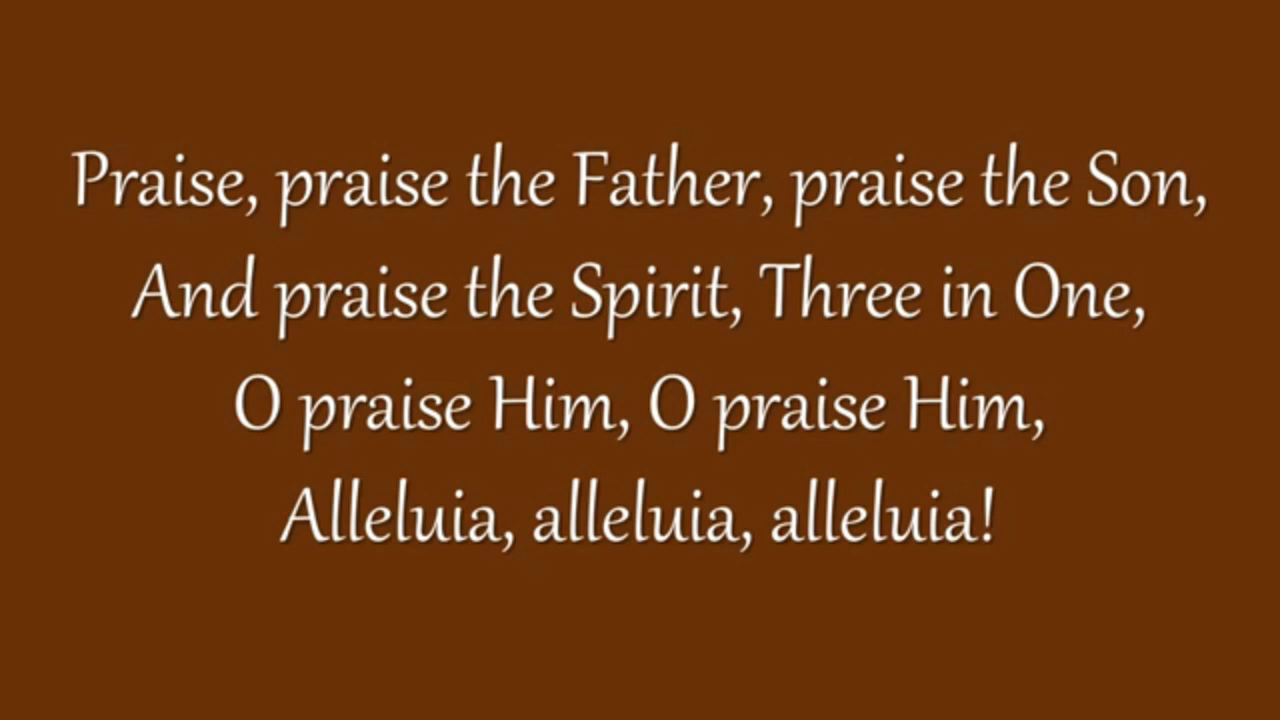 Praise, praise the Father, praise the Son,
And praise the Spirit, Three in One,
O praise Him, O praise Him,
Alleluia, alleluia, alleluia!